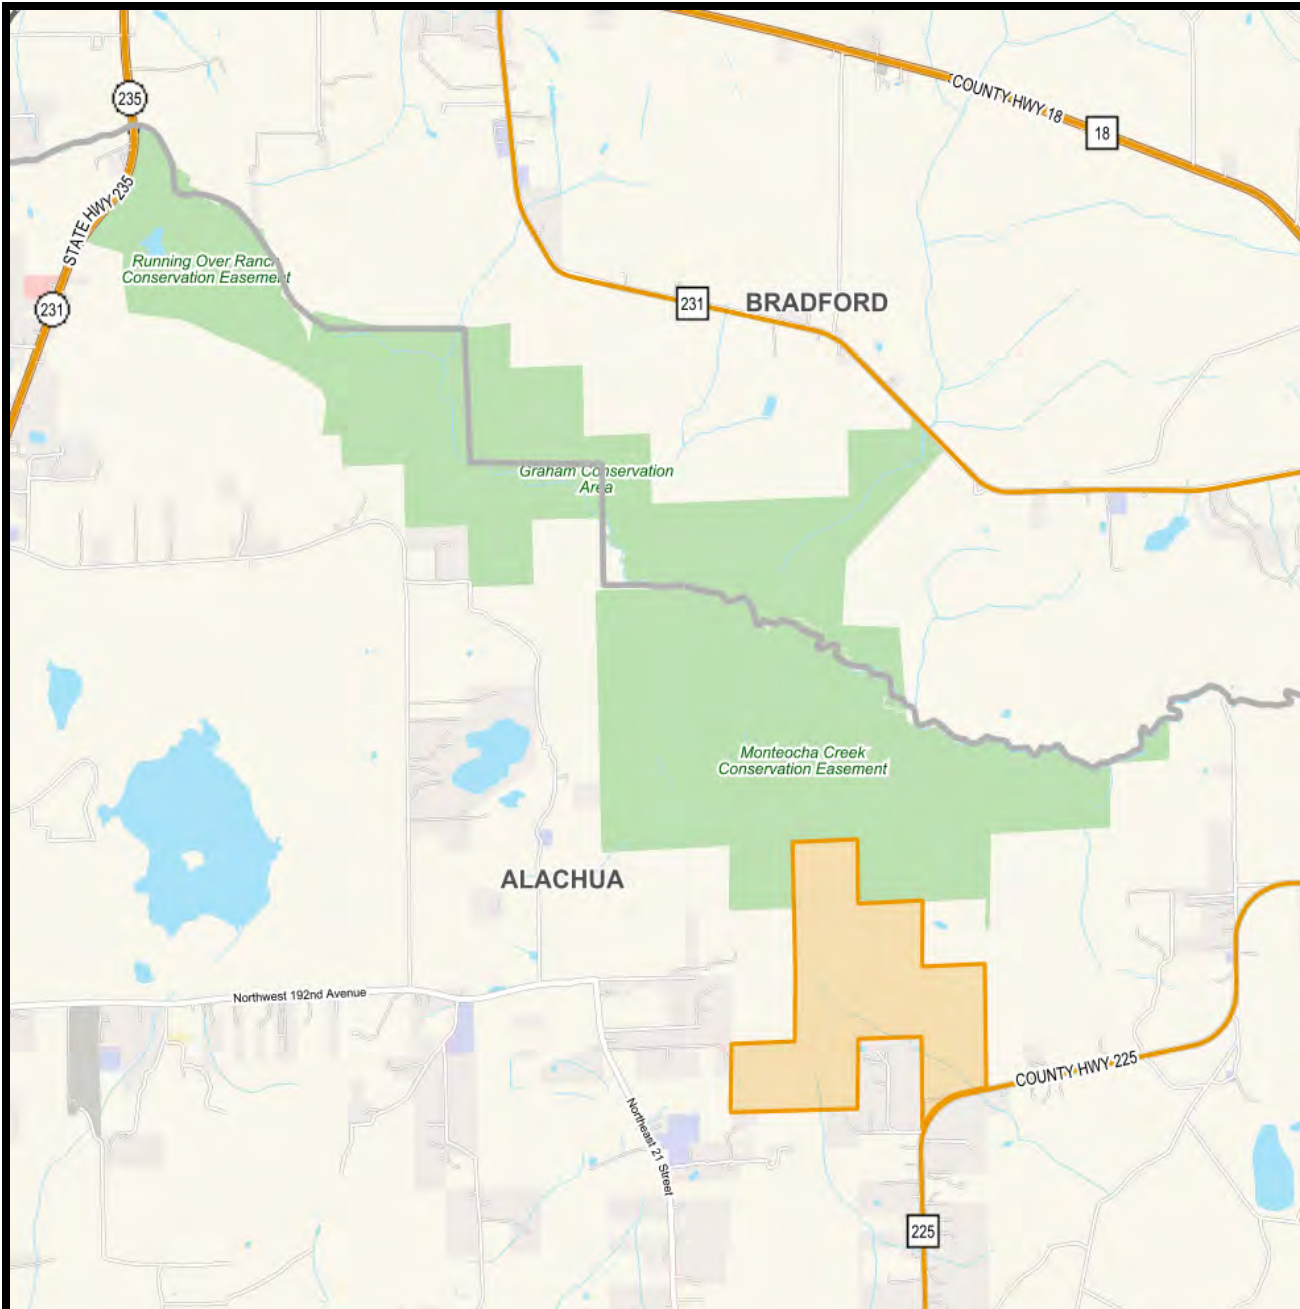 235
COUNTY HWY 18
18
STATE HWY 235
Running Over Ranch
Conservation Easement
231
231
BRADFORD
Graham Conservation
Area
Monteocha Creek
Conservation Easement
ALACHUA
Northwest 192nd Avenue
COUNTY HWY 225
Northeast 21 Street
225